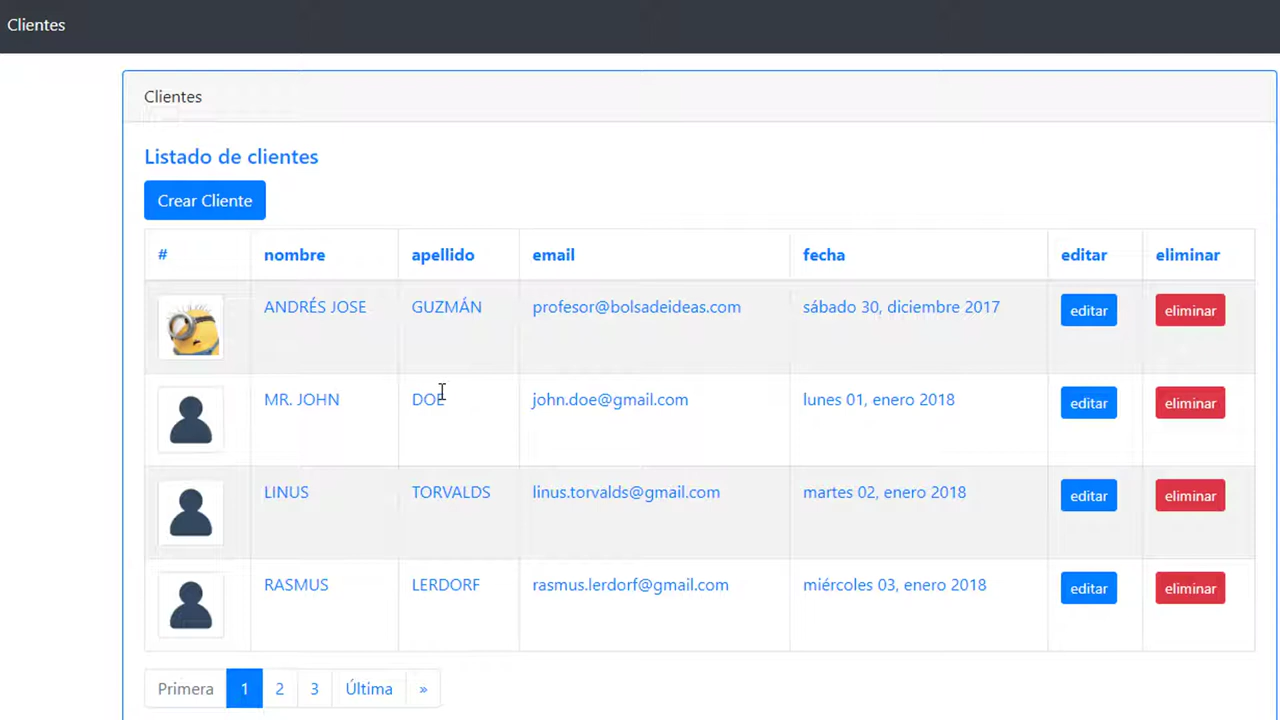 Clientes
Clientes
Listado de clientes
Crear Cliente
# nombre apellido email fecha editar eliminar
ANDRÉS JOSE GUZMÁN profesor@bolsadeideas.com sábado 30, diciembre 2017 editar eliminar
MR. JOHN DOE john.doe@gmail.com lunes 01, enero 2018 editar eliminar
LINUS TORVALDS linus.torvalds@gmail.com martes 02, enero 2018 editar eliminar
RASMUS LERDORF rasmus.lerdorf@gmail.com miércoles 03, enero 2018 editar eliminar
Primera 1 2 3 Última »